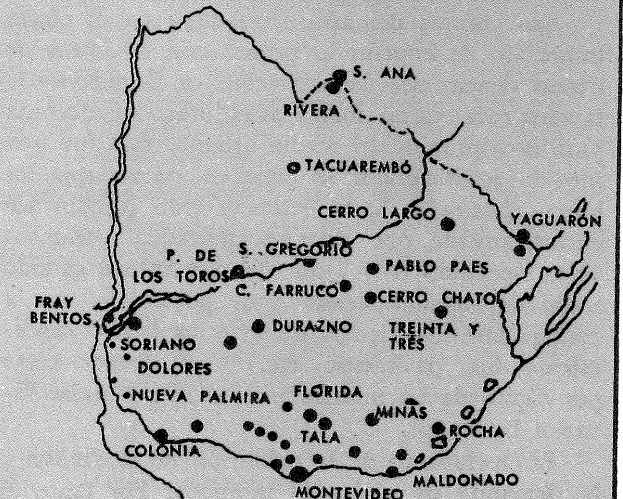 S. ANA
RIVERA
TACUAREMBÓ
CERRO LARGO
YAGUARÓN
S. GREGORIO
P. DE
LOS TOROS
PABLO PAES
C. FARRUCO
CERRO CHATO
FRAY
BENTOS
DURAZNO
TREINTA Y
TRES
SORIANO
DOLORES
NUEVA PALMIRA
FLORIDA
MINAS
ROCHA
TALA
COLONIA
MALDONADO
MONTEVIDEO